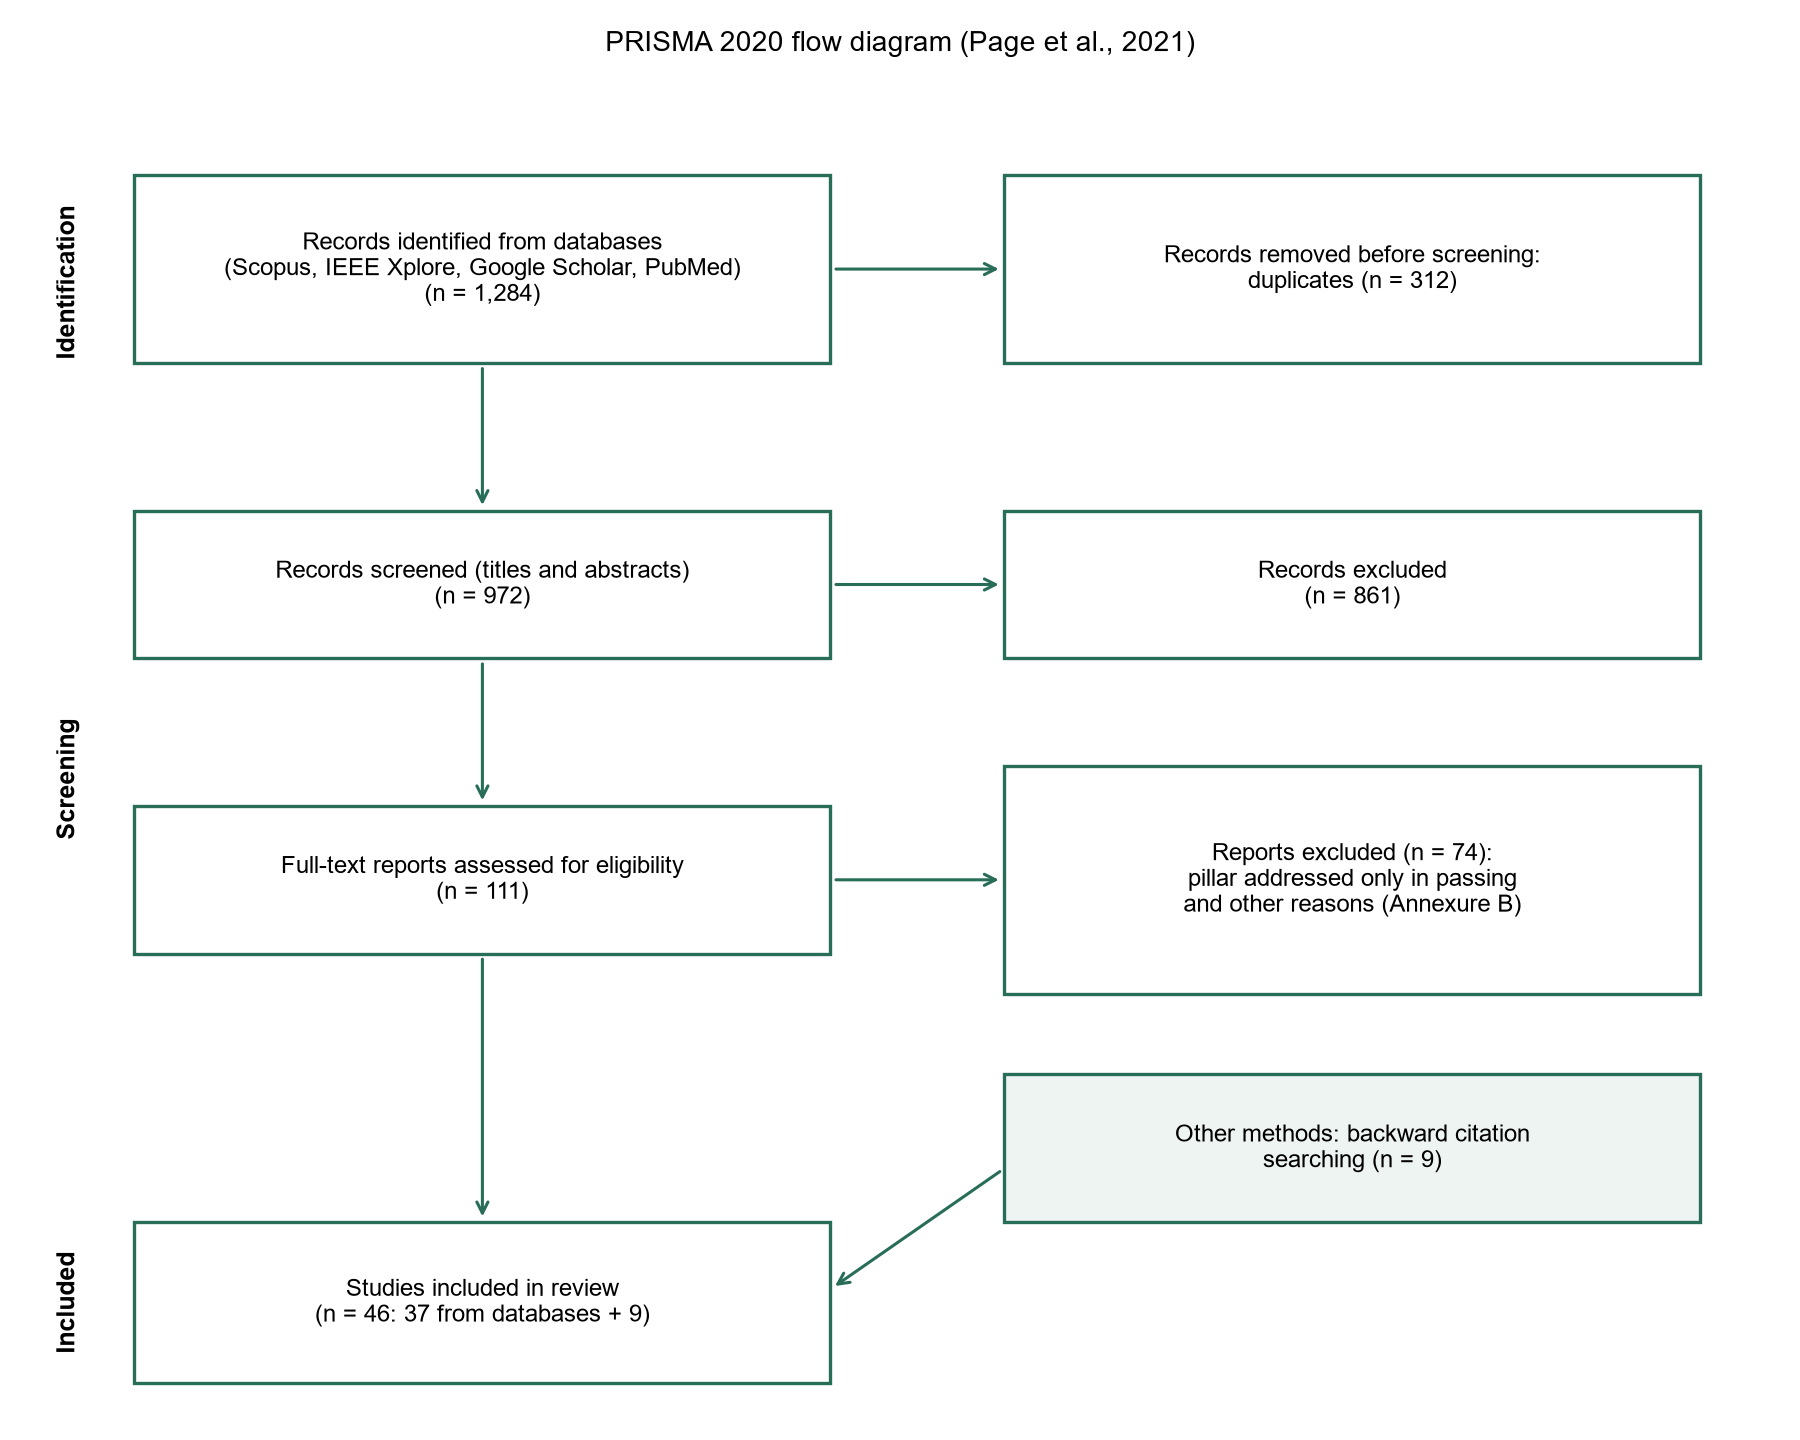 PRISMA 2020 flow diagram (Page et al., 2021)
Identification
Records identified from databases
(Scopus, IEEE Xplore, Google Scholar, PubMed)
(n = 1,284)
Records removed before screening:
duplicates (n = 312)
Screening
Records screened (titles and abstracts)
(n = 972)
Records excluded
(n = 861)
Full-text reports assessed for eligibility
(n = 111)
Reports excluded (n = 74):
pillar addressed only in passing
and other reasons (Annexure B)
Other methods: backward citation
searching (n = 9)
Included
Studies included in review
(n = 46: 37 from databases + 9)